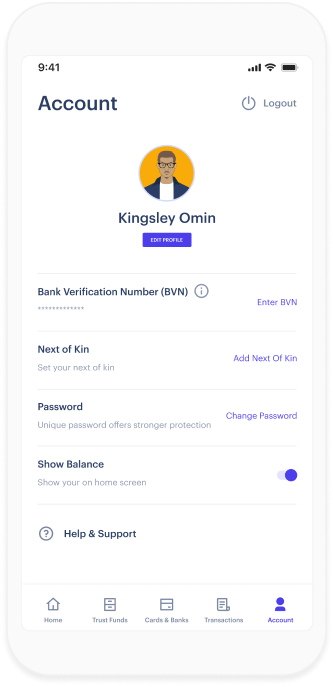 9:41
Account
Logout
Kingsley Omin
EDIT PROFILE
Bank Verification Number (BVN)
*************
Enter BVN
Next of Kin
Set your next of kin
Add Next Of Kin
Password
Unique password offers stronger protection
Change Password
Show Balance
Show your on home screen
Help & Support
Home
Trust Funds
Cards & Banks
Transactions
Account